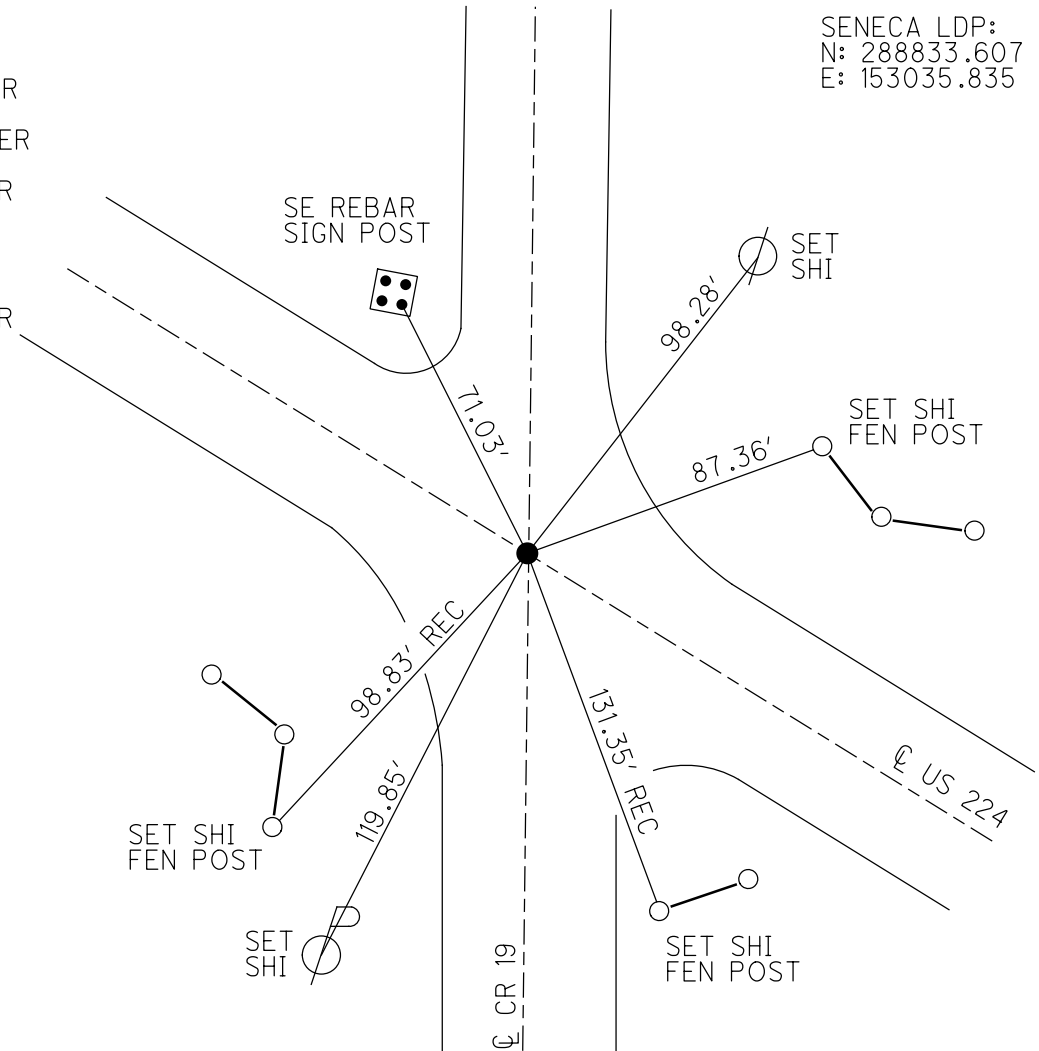 SENECA LDP:
N: 288833.607
E: 153035.835
R
ER
R
R
SE REBAR
SIGN POST
SET
SHI
98.28'
71.03'
SET SHI
FEN POST
87.36'
98.83' REC
131.35' REC
119.85'
℄ US 224
SET SHI
FEN POST
P
SET
SHI
SET SHI
FEN POST
℄ CR 19